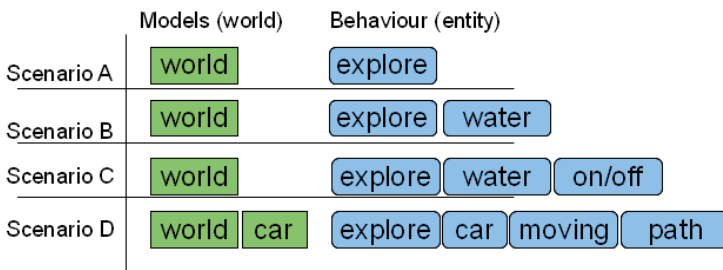 Models (world) Behaviour (entity)
Scenario A world explore
Scenario B world explore water
Scenario C world explore water on/off
Scenario D world car explore car moving path